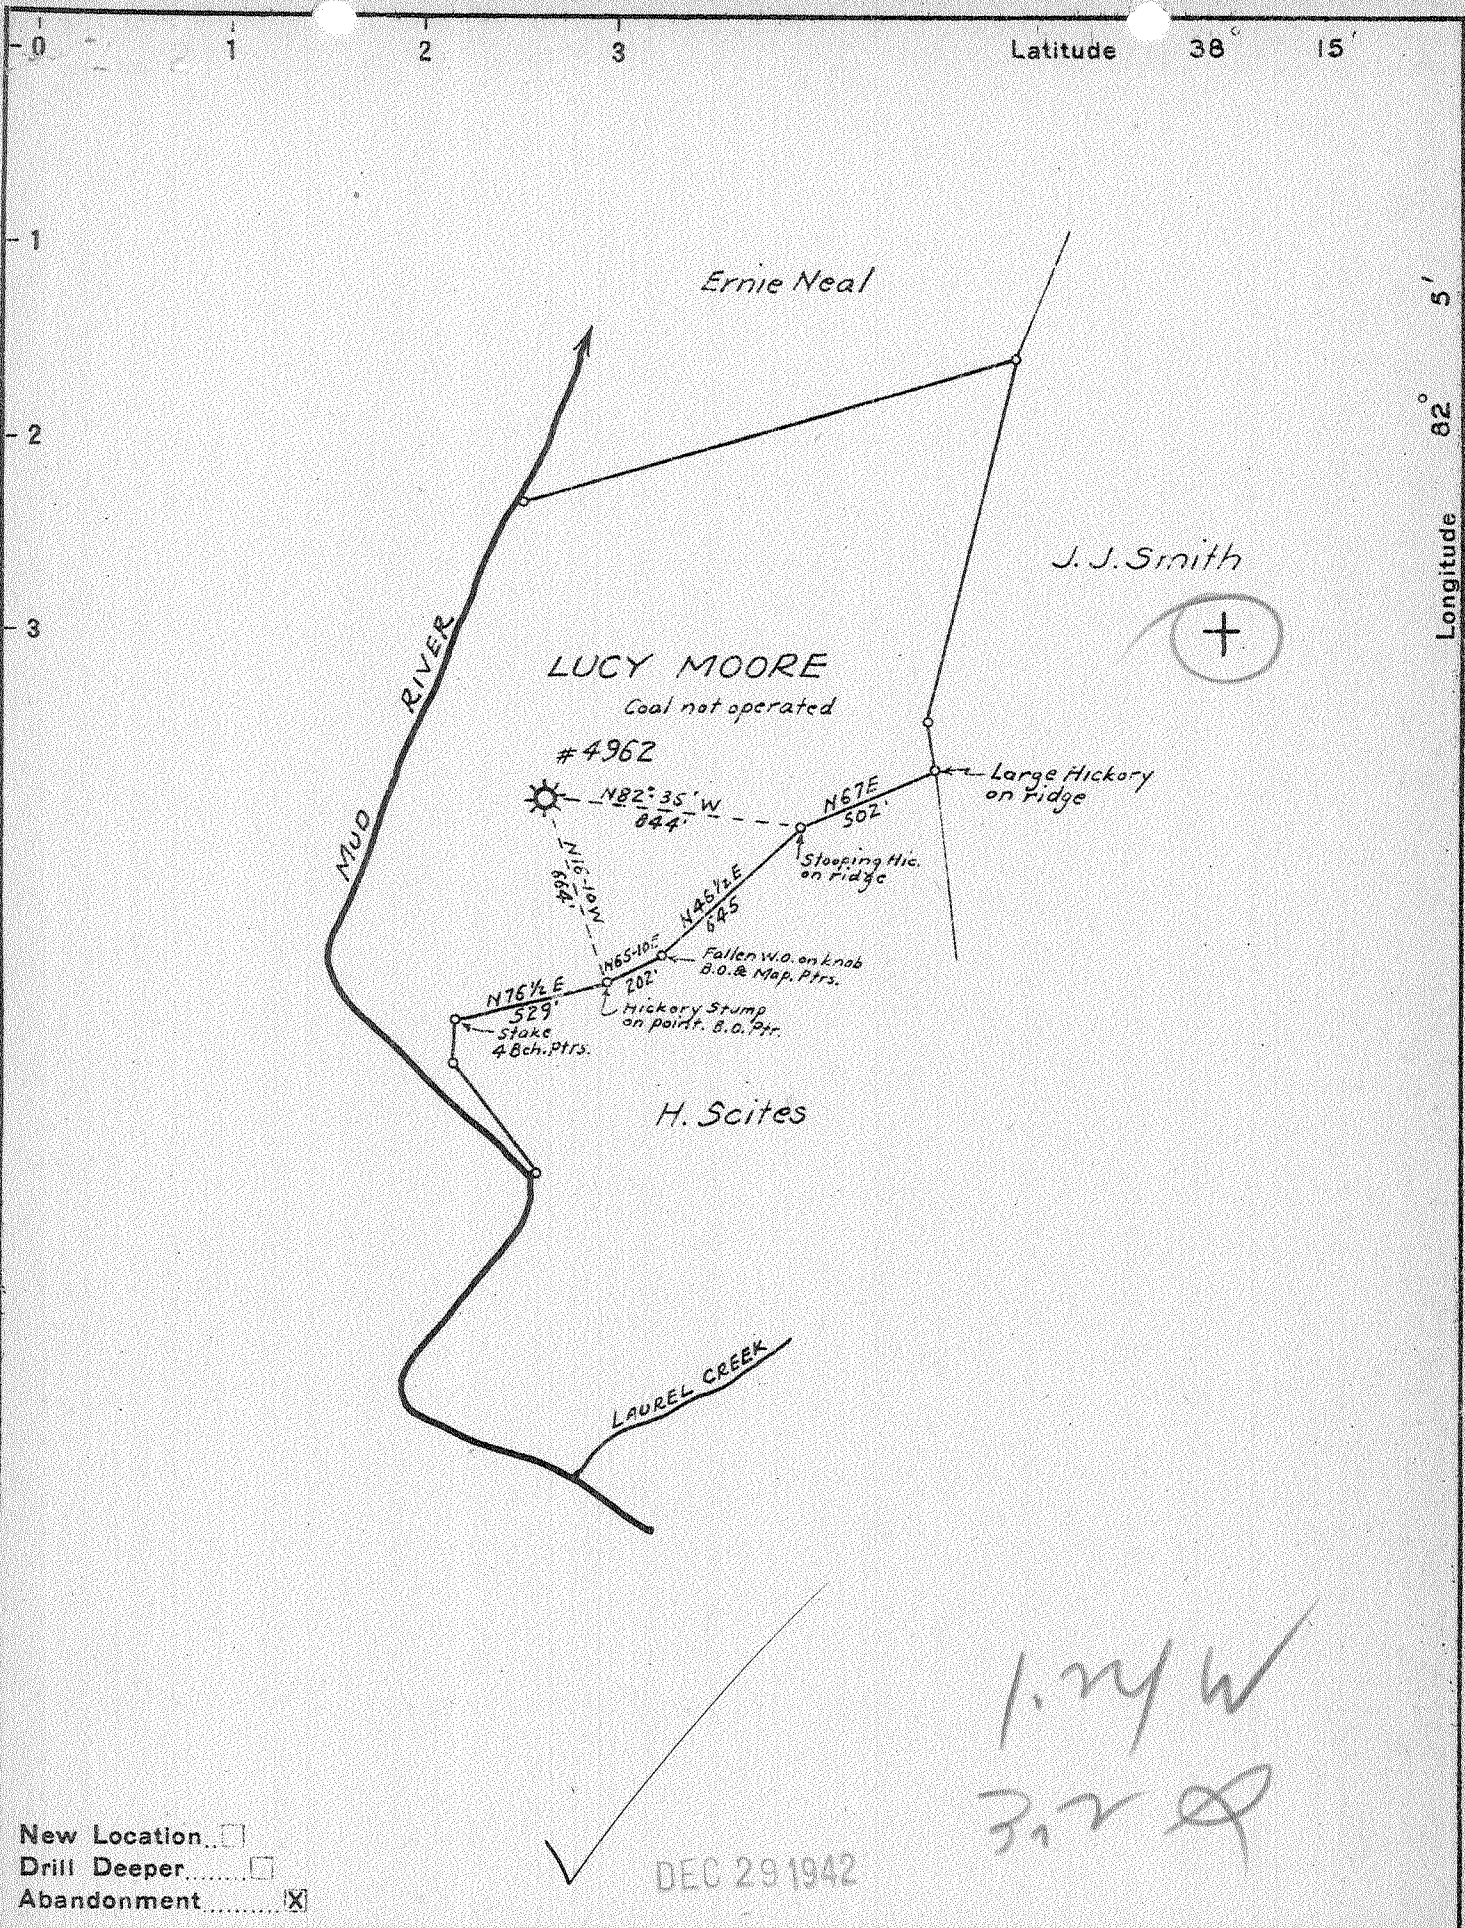 0 1 2 3 Latitude 38° 15'
1
2
3
Longitude 82° 5'
Ernie Neal
J. J. Smith
+
MUD RIVER
LUCY MOORE
Coal not operated
#4962
N82°35'W
844'
N67E
502'
Large Hickory
on ridge
Stooping Hic.
on ridge
N16-10W
664'
N46½E
645
N65-10E
202'
Fallen W.O. on knob
B.O. & Map. Ptrs.
N76½E
529'
Hickory Stump
on point. B.O. Ptr.
Stake
4 Bch. Ptrs.
H. Scites
LAUREL CREEK
W
New Location
Drill Deeper
Abandonment X
DEC 29 1942